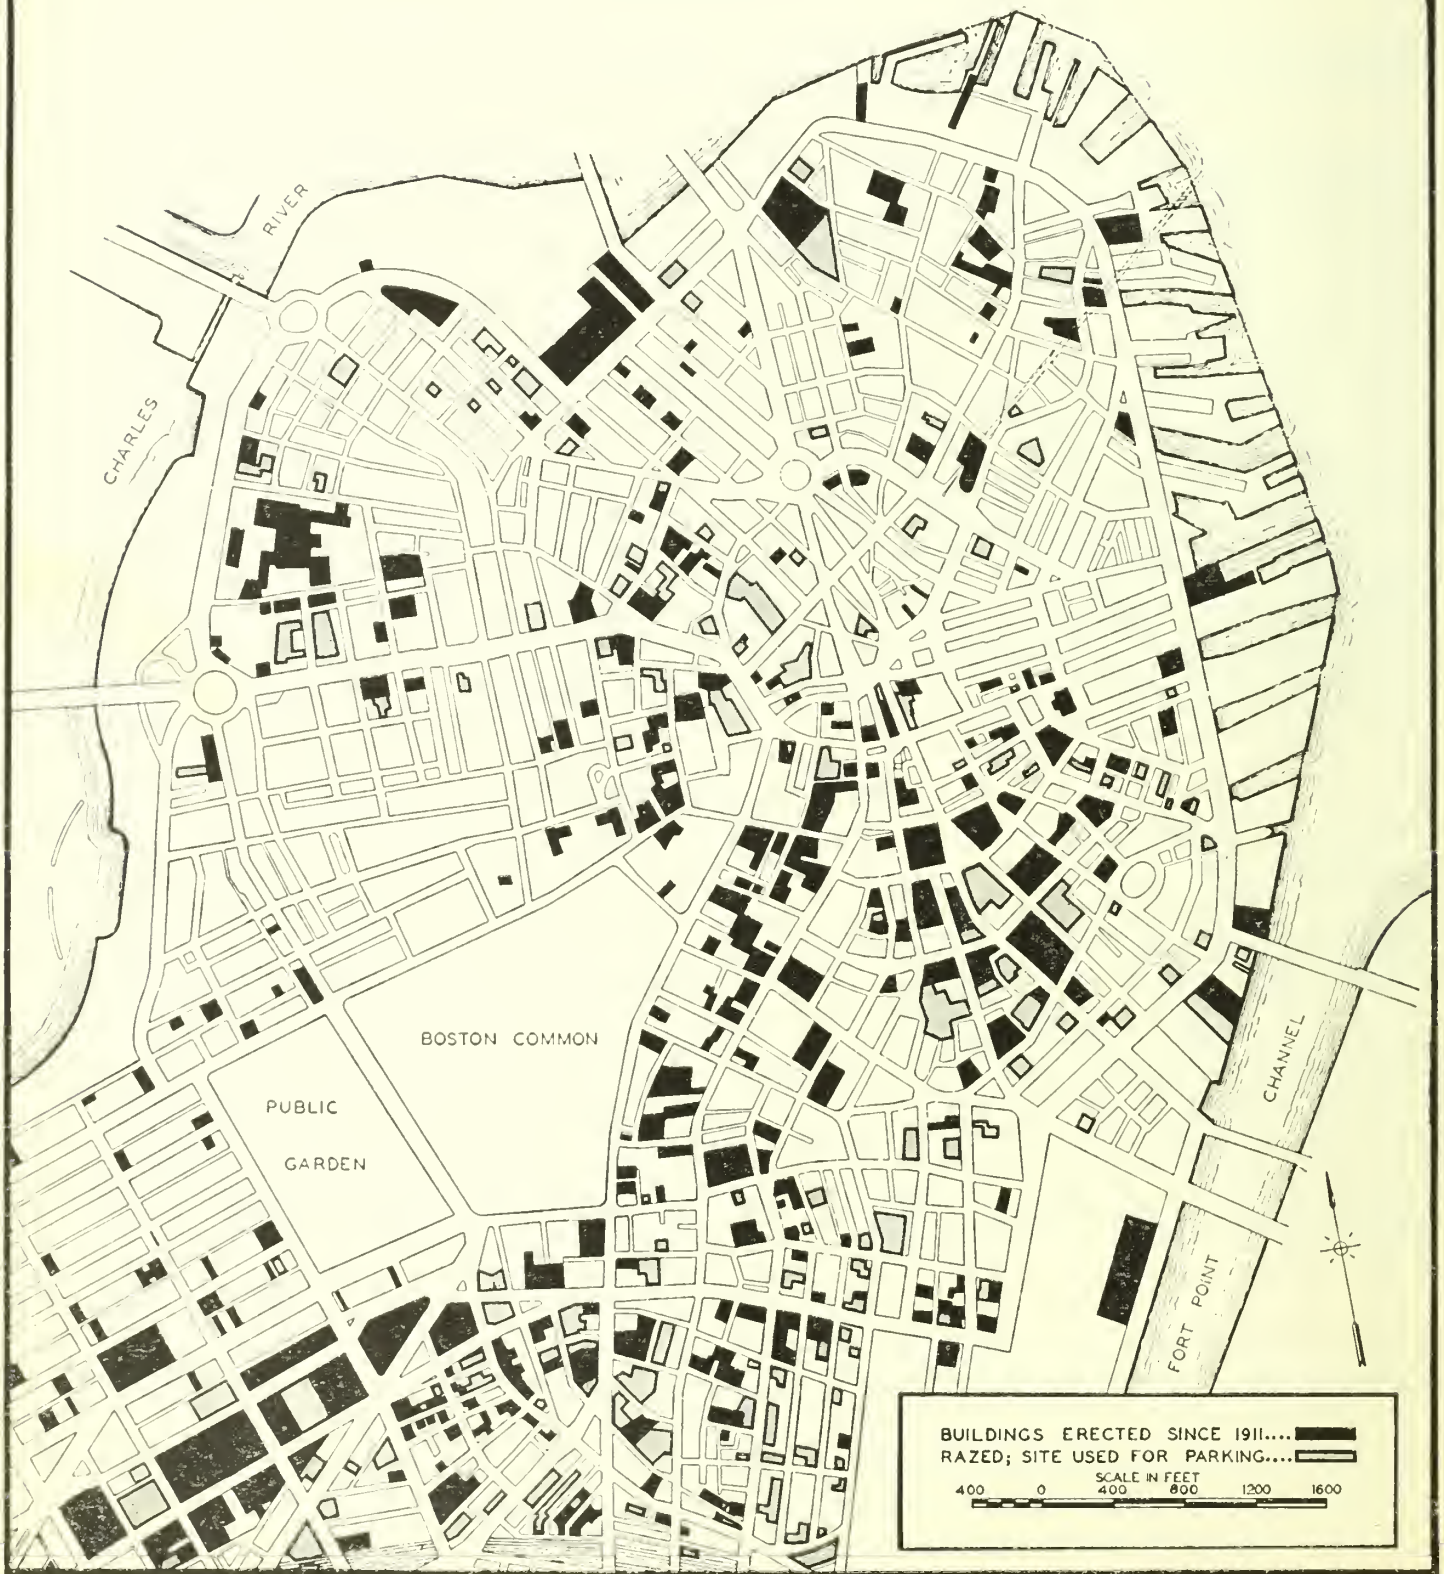 RIVER
CHARLES
BOSTON COMMON
PUBLIC
GARDEN
CHANNEL
FORT POINT
BUILDINGS ERECTED SINCE 1911....
RAZED; SITE USED FOR PARKING....
SCALE IN FEET
400 0 400 800 1200 1600